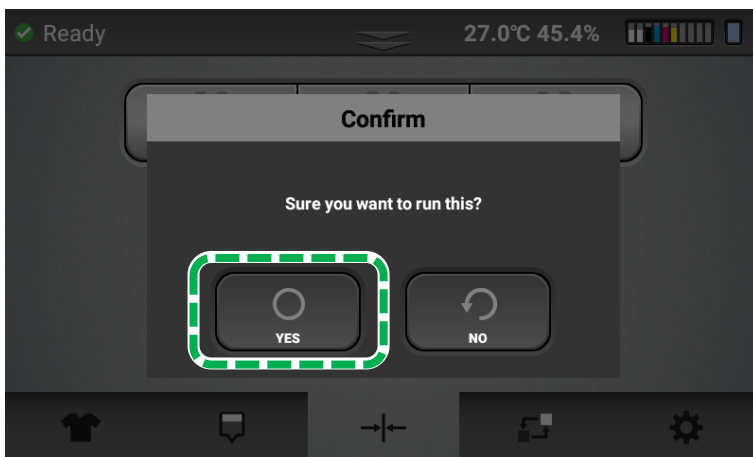 Ready 27.0℃ 45.4%
Confirm
Sure you want to run this?
YES NO